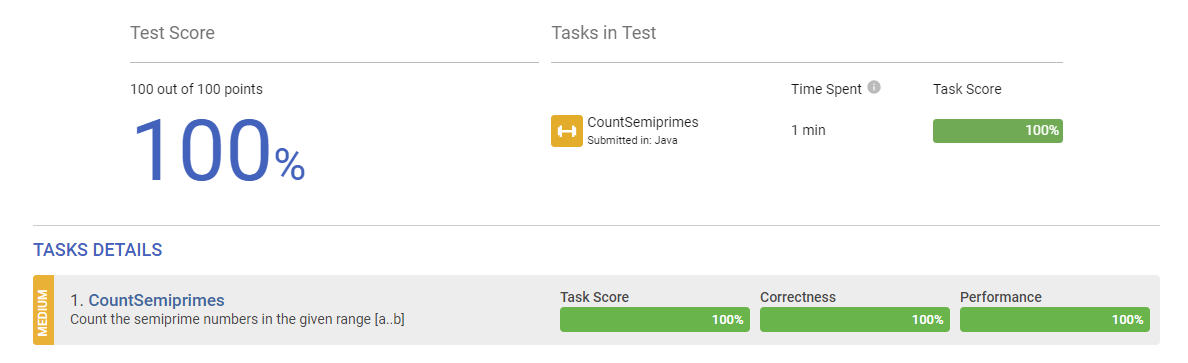 Test Score
Tasks in Test
100 out of 100 points
Time Spent
Task Score
100%
CountSemiprimes
Submitted in: Java
1 min
100%
TASKS DETAILS
MEDIUM
1. CountSemiprimes
Count the semiprime numbers in the given range [a..b]
Task Score
100%
Correctness
100%
Performance
100%